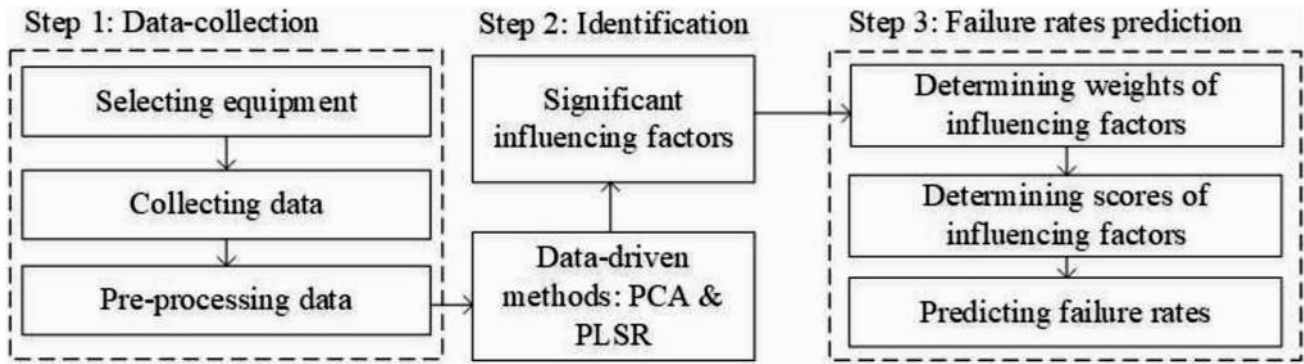 Step 1: Data-collection
Selecting equipment
Collecting data
Pre-processing data
Step 2: Identification
Significant
influencing factors
Data-driven
methods: PCA &
PLSR
Step 3: Failure rates prediction
Determining weights of
influencing factors
Determining scores of
influencing factors
Predicting failure rates